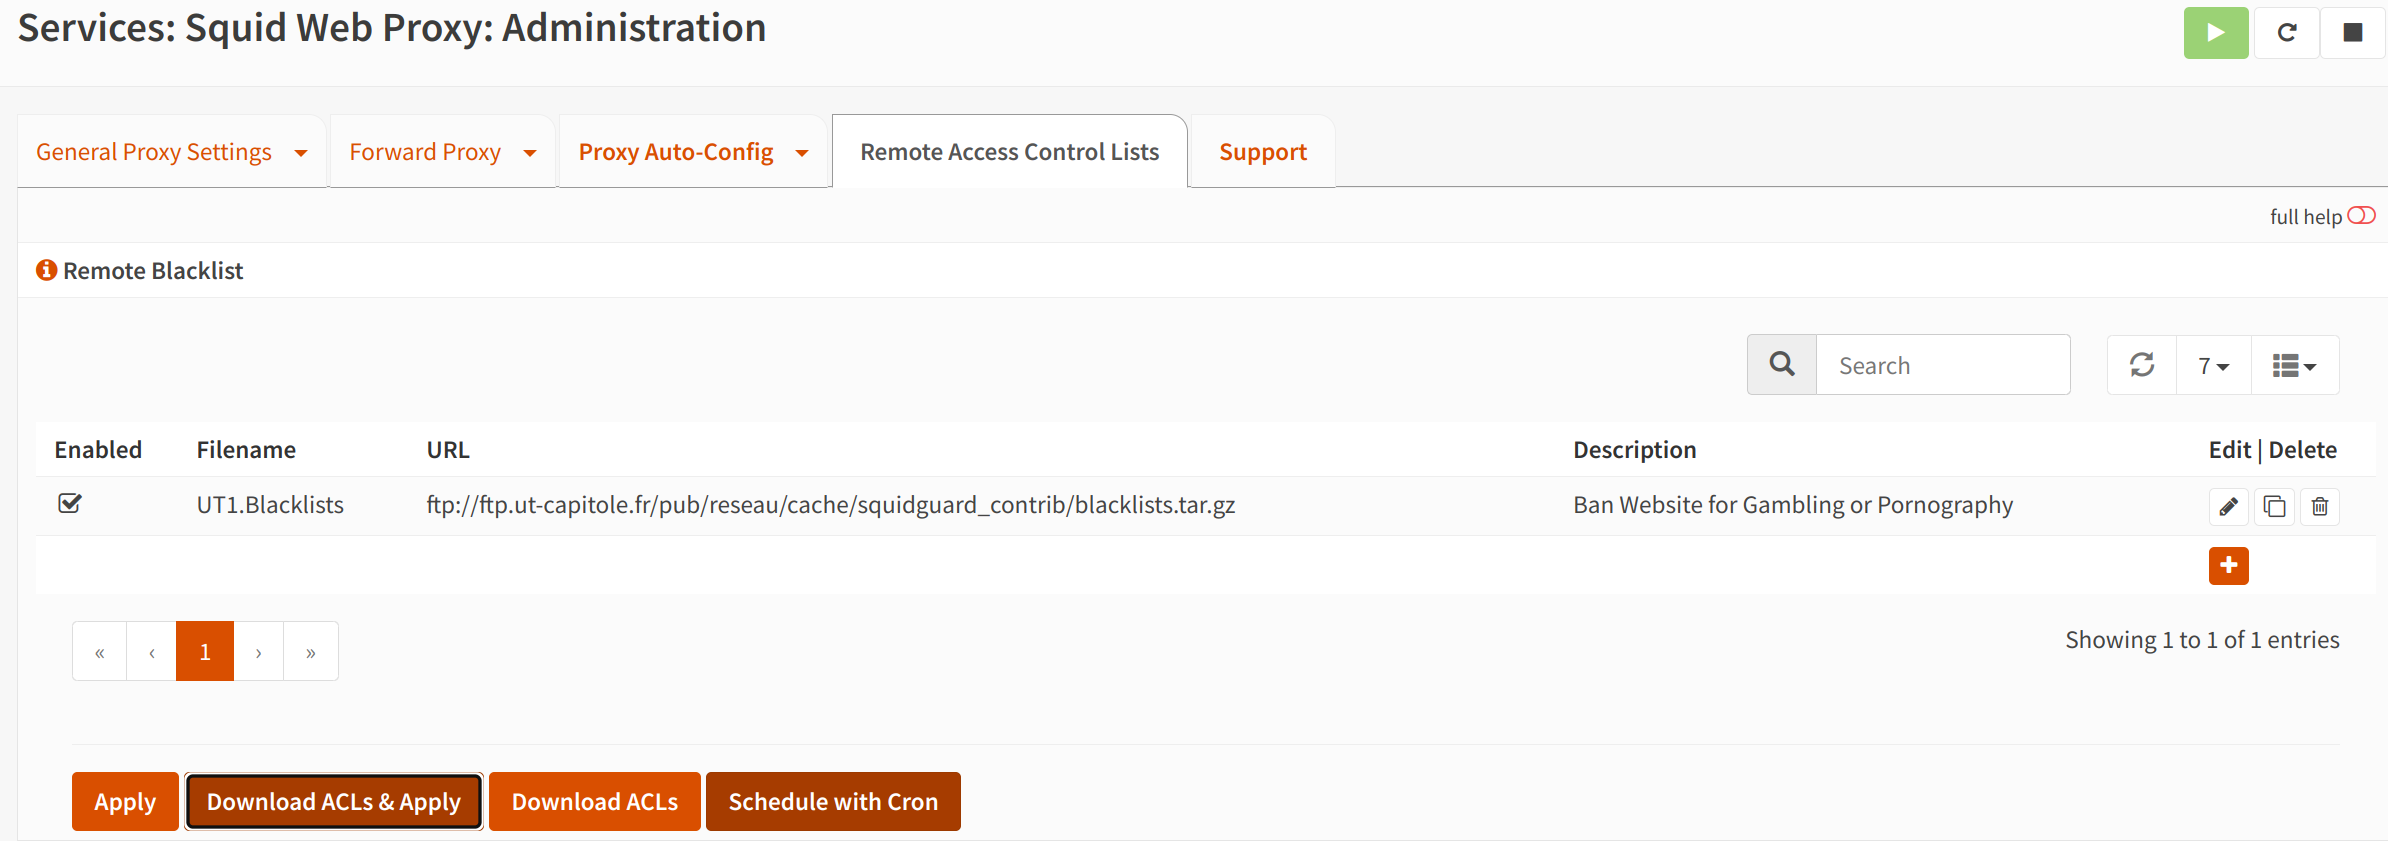 Services: Squid Web Proxy: Administration
General Proxy Settings Forward Proxy Proxy Auto-Config Remote Access Control Lists Support
full help
Remote Blacklist
Search 7
Enabled Filename URL Description Edit | Delete
UT1.Blacklists ftp://ftp.ut-capitole.fr/pub/reseau/cache/squidguard_contrib/blacklists.tar.gz Ban Website for Gambling or Pornography
« ‹ 1 › » Showing 1 to 1 of 1 entries
Apply Download ACLs & Apply Download ACLs Schedule with Cron